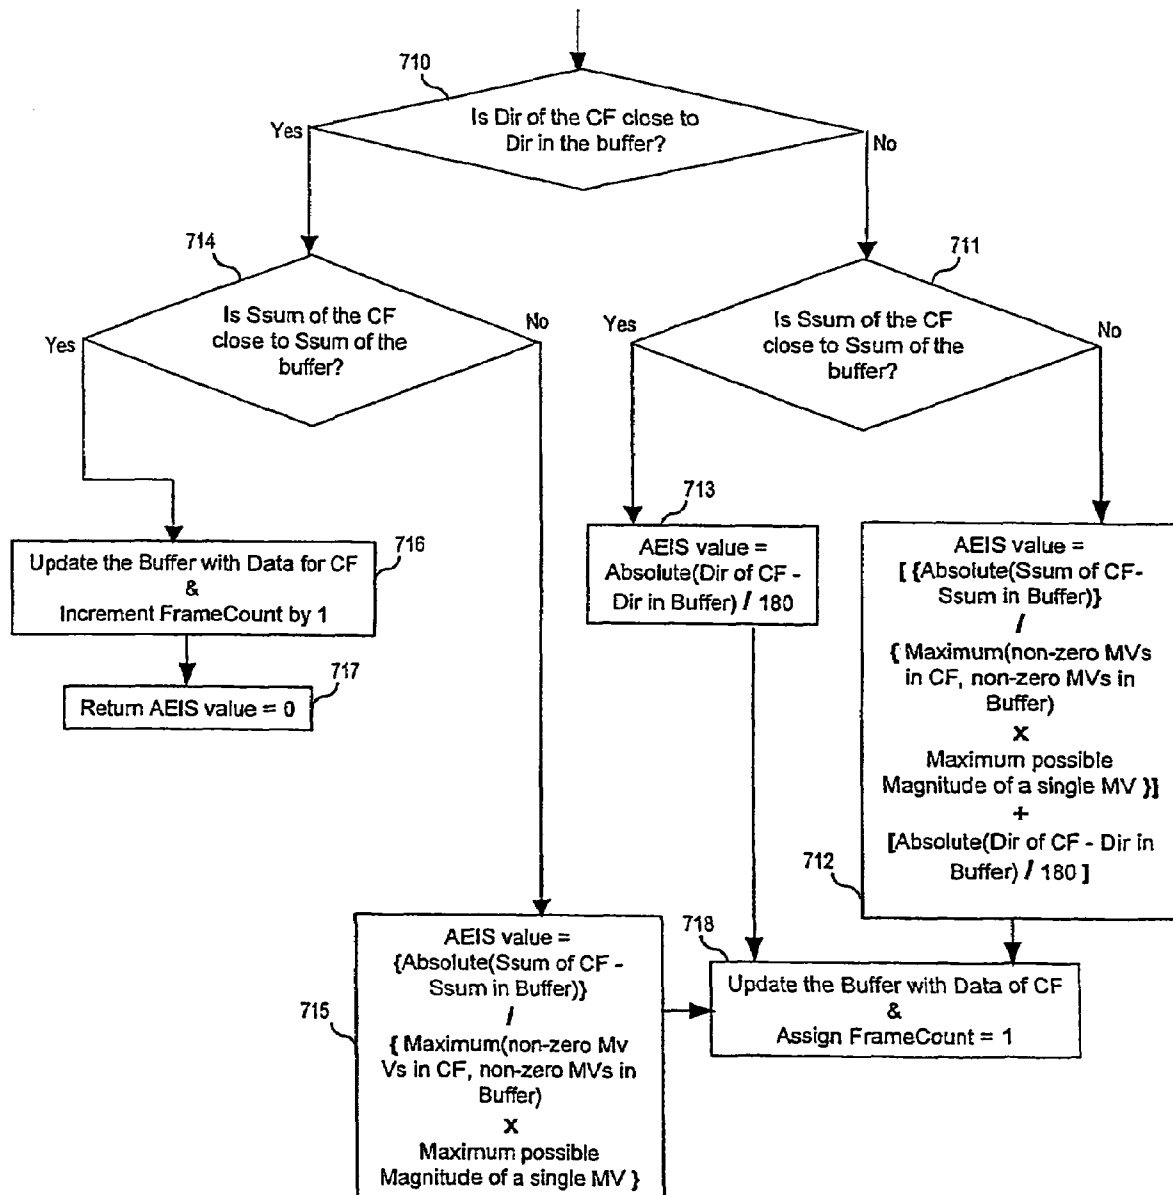 710
Is Dir of the CF close to
Dir in the buffer?
Yes
No
714
Is Ssum of the CF
close to Ssum of the
buffer?
Yes
No
711
Is Ssum of the CF
close to Ssum of the
buffer?
Yes
No
716
Update the Buffer with Data for CF
&
Increment FrameCount by 1
717
Return AEIS value = 0
713
AEIS value =
Absolute(Dir of CF -
Dir in Buffer) / 180
AEIS value =
[ {Absolute(Ssum of CF-
Ssum in Buffer)}
/
{ Maximum(non-zero MVs
in CF, non-zero MVs in
Buffer)
X
Maximum possible
Magnitude of a single MV }]
+
[Absolute(Dir of CF - Dir in
Buffer) / 180 ]
712
715
AEIS value =
{Absolute(Ssum of CF -
Ssum in Buffer)}
/
{ Maximum(non-zero Mv
Vs in CF, non-zero MVs in
Buffer)
X
Maximum possible
Magnitude of a single MV }
718
Update the Buffer with Data of CF
&
Assign FrameCount = 1